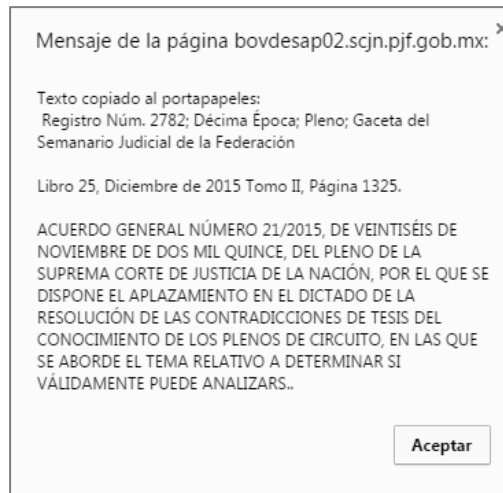 Mensaje de la página bovdesap02.scjn.pjf.gob.mx:
Texto copiado al portapapeles:
Registro Núm. 2782; Décima Época; Pleno; Gaceta del
Semanario Judicial de la Federación
Libro 25, Diciembre de 2015 Tomo II, Página 1325.
ACUERDO GENERAL NÚMERO 21/2015, DE VEINTISÉIS DE
NOVIEMBRE DE DOS MIL QUINCE, DEL PLENO DE LA
SUPREMA CORTE DE JUSTICIA DE LA NACIÓN, POR EL QUE SE
DISPONE EL APLAZAMIENTO EN EL DICTADO DE LA
RESOLUCIÓN DE LAS CONTRADICCIONES DE TESIS DEL
CONOCIMIENTO DE LOS PLENOS DE CIRCUITO, EN LAS QUE
SE ABORDE EL TEMA RELATIVO A DETERMINAR SI
VÁLIDAMENTE PUEDE ANALIZARS..
Aceptar